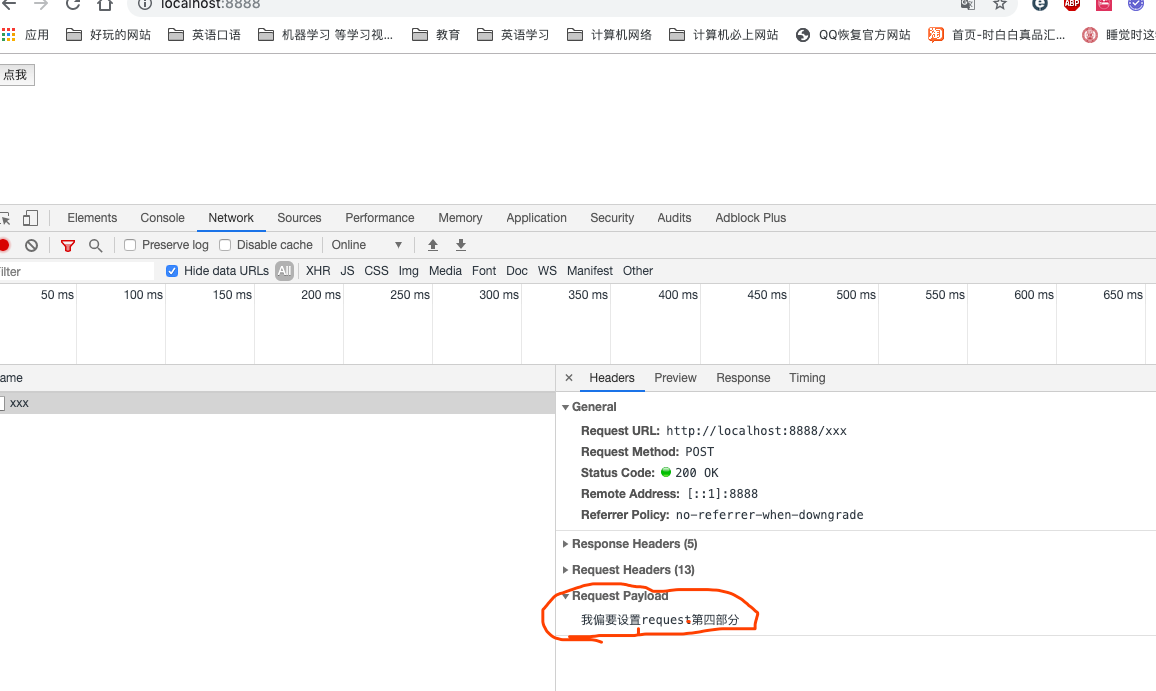 localhost:8888
应用 好玩的网站 英语口语 机器学习 等学习视... 教育 英语学习 计算机网络 计算机必上网站 QQ恢复官方网站 淘 首页-时白白真品汇... 睡觉时这
ABP
点我
Elements Console Network Sources Performance Memory Application Security Audits Adblock Plus
Preserve log Disable cache Online
ilter Hide data URLs All XHR JS CSS Img Media Font Doc WS Manifest Other
50 ms 100 ms 150 ms 200 ms 250 ms 300 ms 350 ms 400 ms 450 ms 500 ms 550 ms 600 ms 650 ms
ame × Headers Preview Response Timing
xxx
General
Request URL: http://localhost:8888/xxx
Request Method: POST
Status Code: 200 OK
Remote Address: [::1]:8888
Referrer Policy: no-referrer-when-downgrade
Response Headers (5)
Request Headers (13)
Request Payload
我偏要设置request第四部分